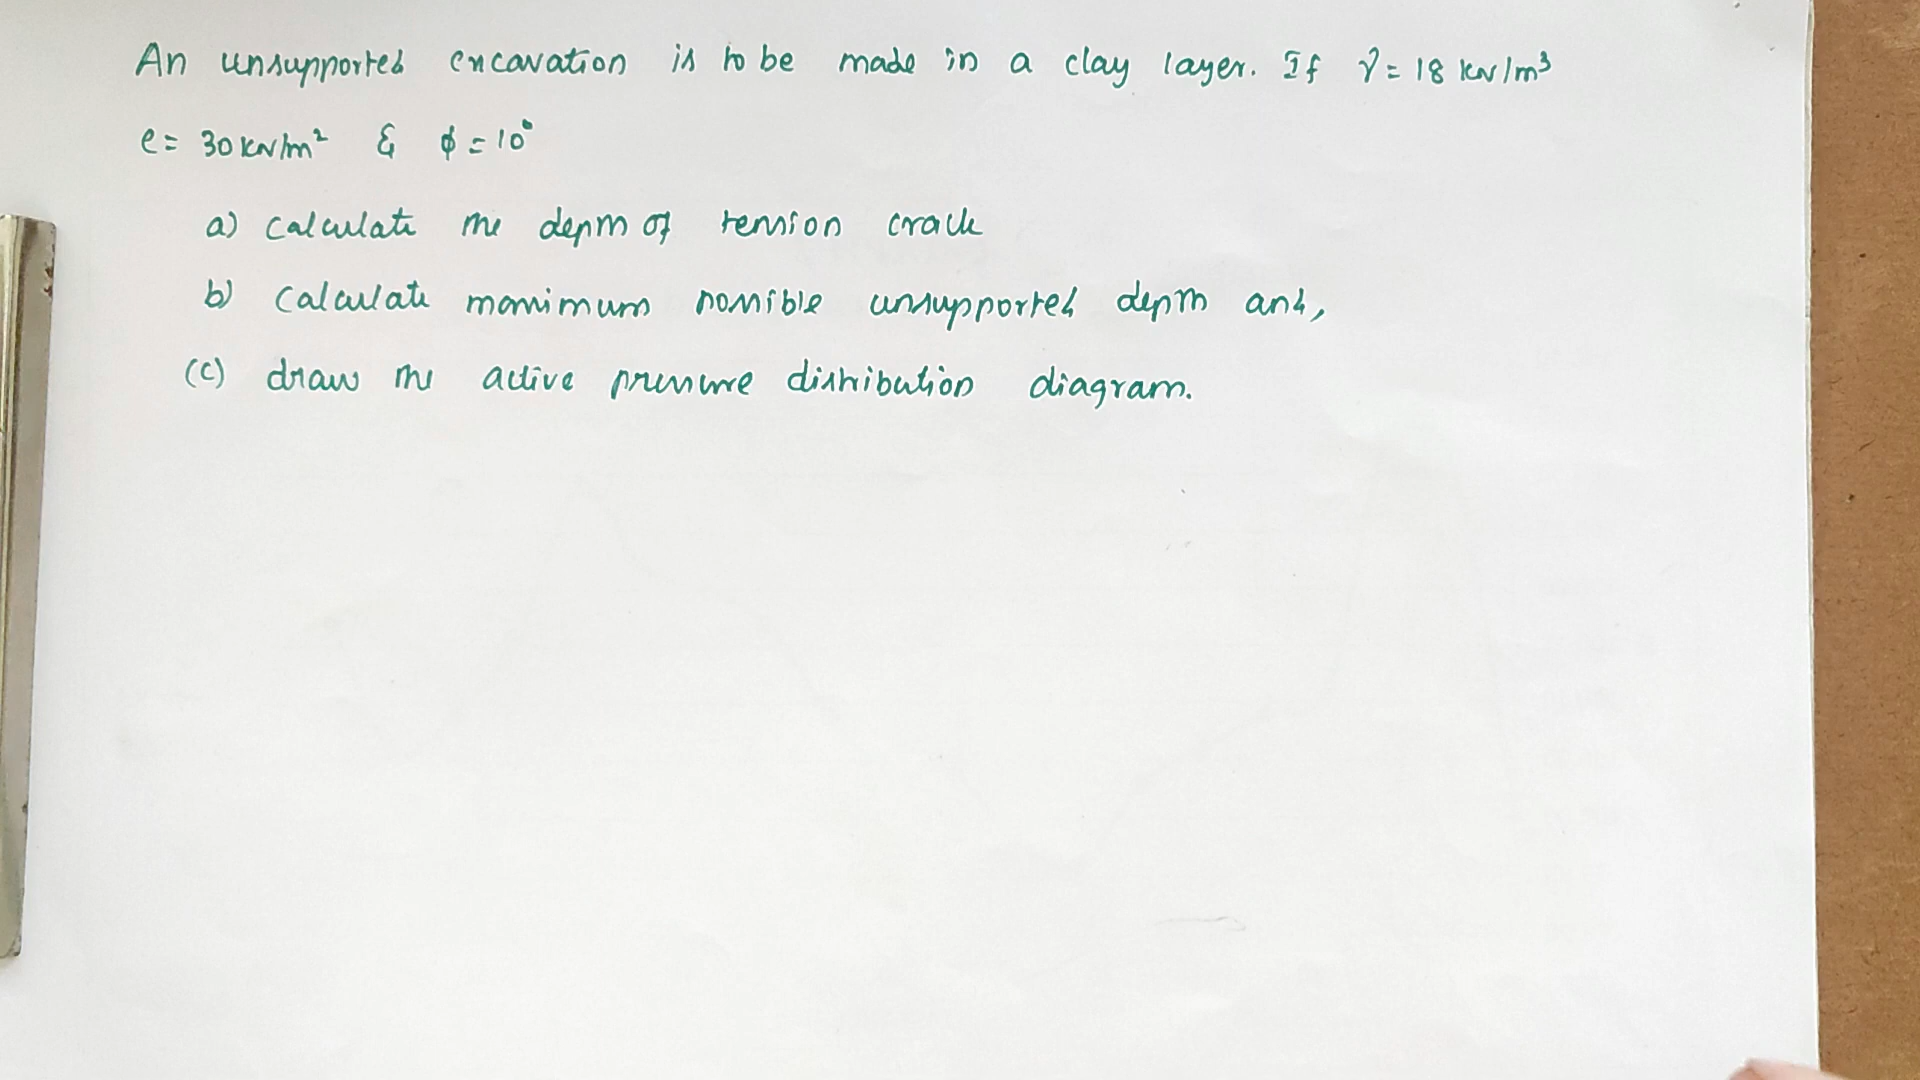 An unsupported excavation is to be made in a clay layer. If γ = 18 kN/m³
c = 30 kN/m² & φ = 10°
a) calculate the depth of tension crack
b) calculate maximum possible unsupported depth and,
(c) draw the active pressure distribution diagram.